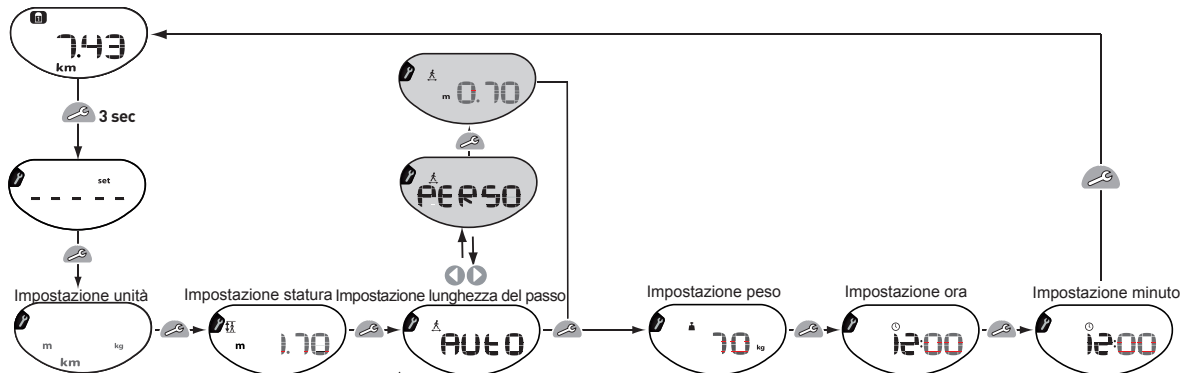 7.43
km
3 sec
set
- - - - -
m 0.70
PERSO
Impostazione unità
Impostazione statura
Impostazione lunghezza del passo
Impostazione peso
Impostazione ora
Impostazione minuto
m kg
km
m 1.70
AUTO
70 kg
12:00
12:00